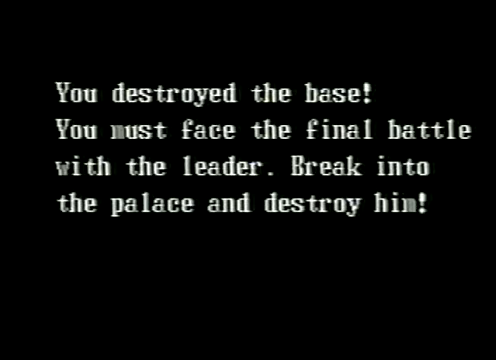 You destroyed the base!
You must face the final battle
with the leader. Break into
the palace and destroy him!